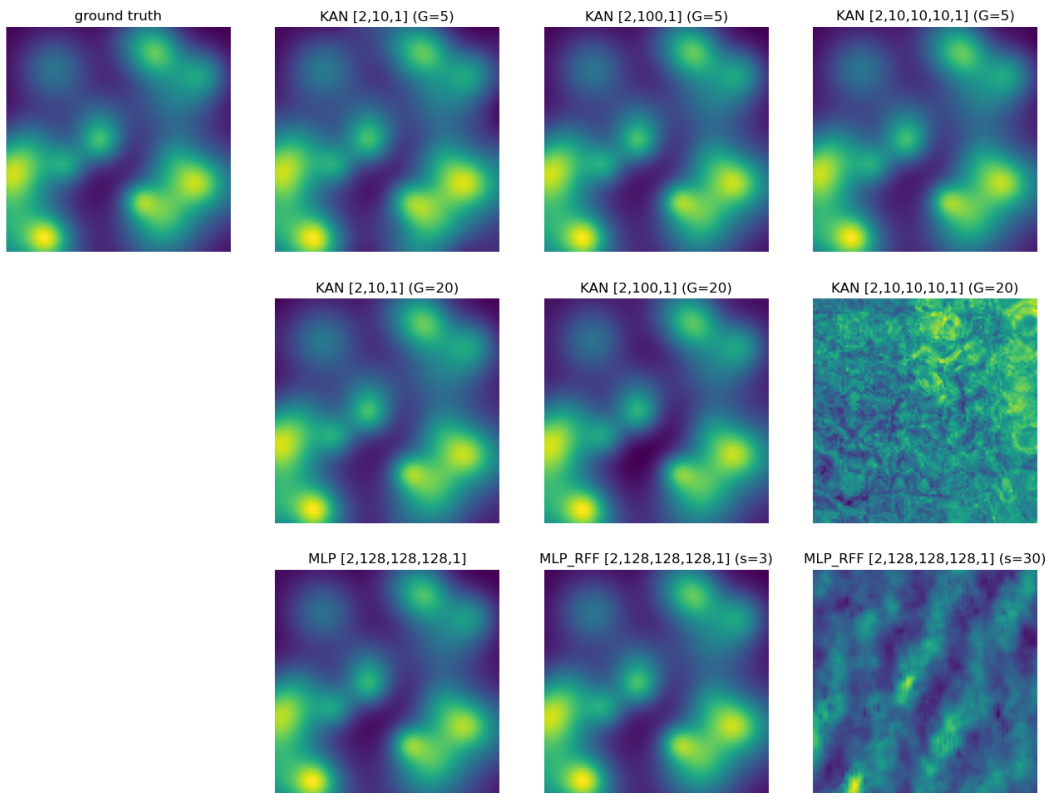 ground truth
KAN [2,10,1] (G=5)
KAN [2,100,1] (G=5)
KAN [2,10,10,10,1] (G=5)
KAN [2,10,1] (G=20)
KAN [2,100,1] (G=20)
KAN [2,10,10,10,1] (G=20)
MLP [2,128,128,128,1]
MLP_RFF [2,128,128,128,1] (s=3)
MLP_RFF [2,128,128,128,1] (s=30)